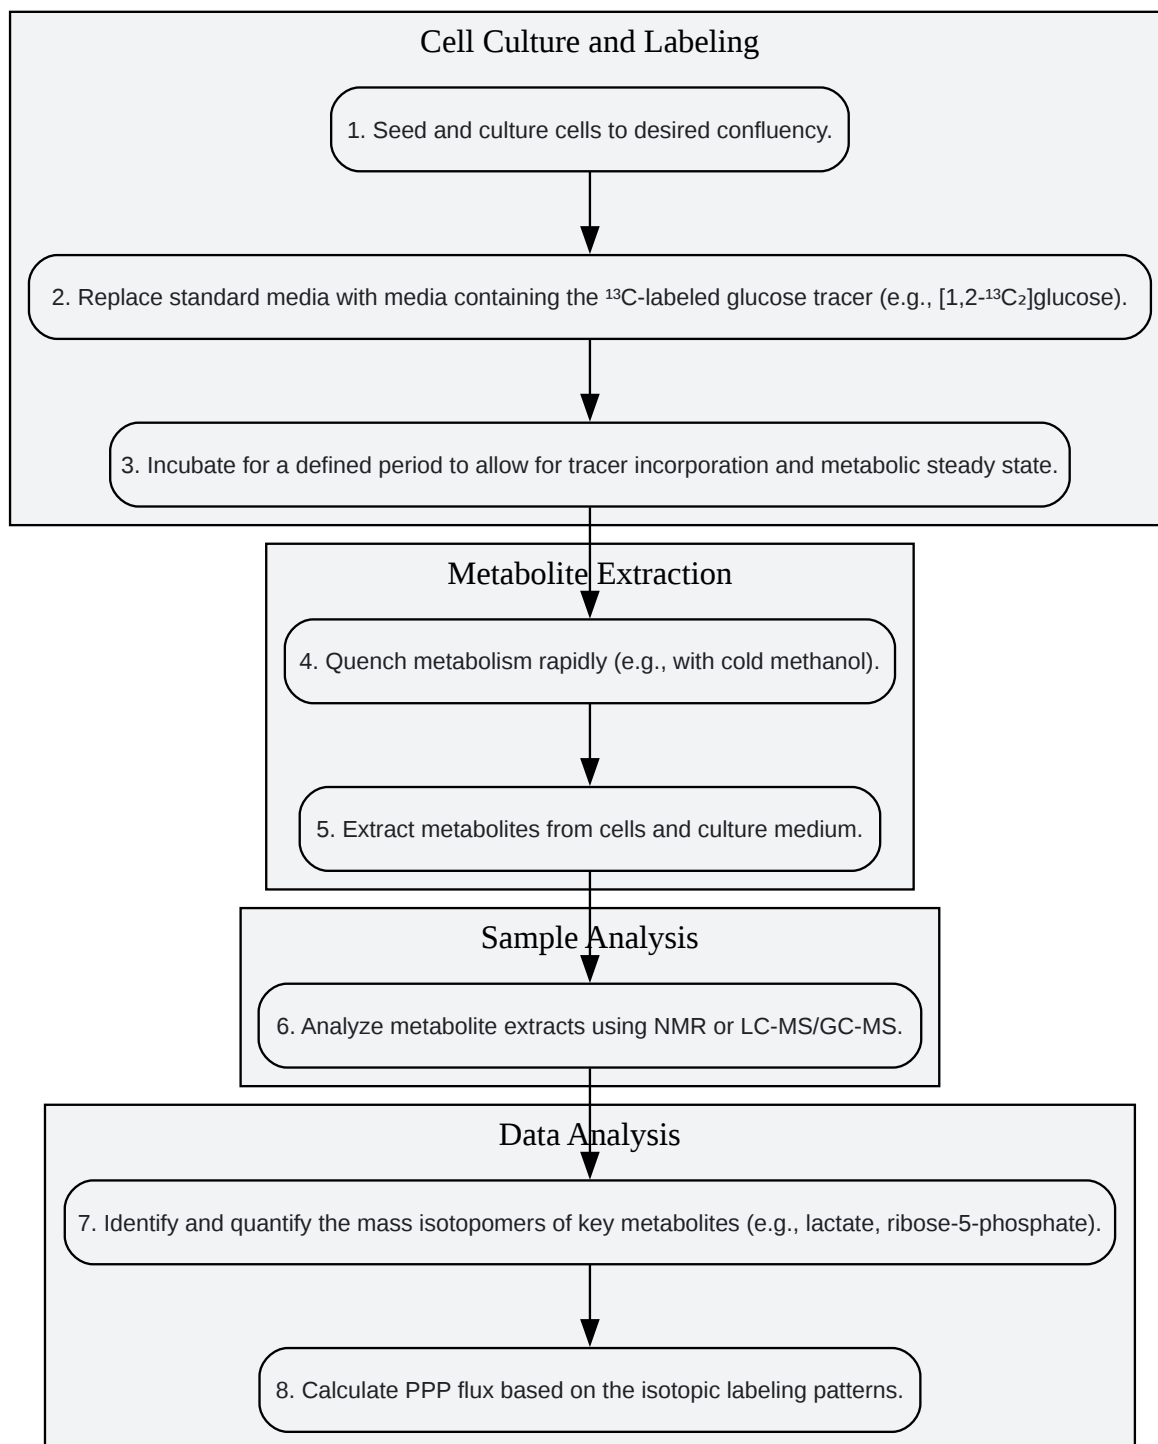 Cell Culture and Labeling
1. Seed and culture cells to desired confluency.
2. Replace standard media with media containing the ¹³C-labeled glucose tracer (e.g., [1,2-¹³C₂]glucose).
3. Incubate for a defined period to allow for tracer incorporation and metabolic steady state.
Metabolite Extraction
4. Quench metabolism rapidly (e.g., with cold methanol).
5. Extract metabolites from cells and culture medium.
Sample Analysis
6. Analyze metabolite extracts using NMR or LC-MS/GC-MS.
Data Analysis
7. Identify and quantify the mass isotopomers of key metabolites (e.g., lactate, ribose-5-phosphate).
8. Calculate PPP flux based on the isotopic labeling patterns.